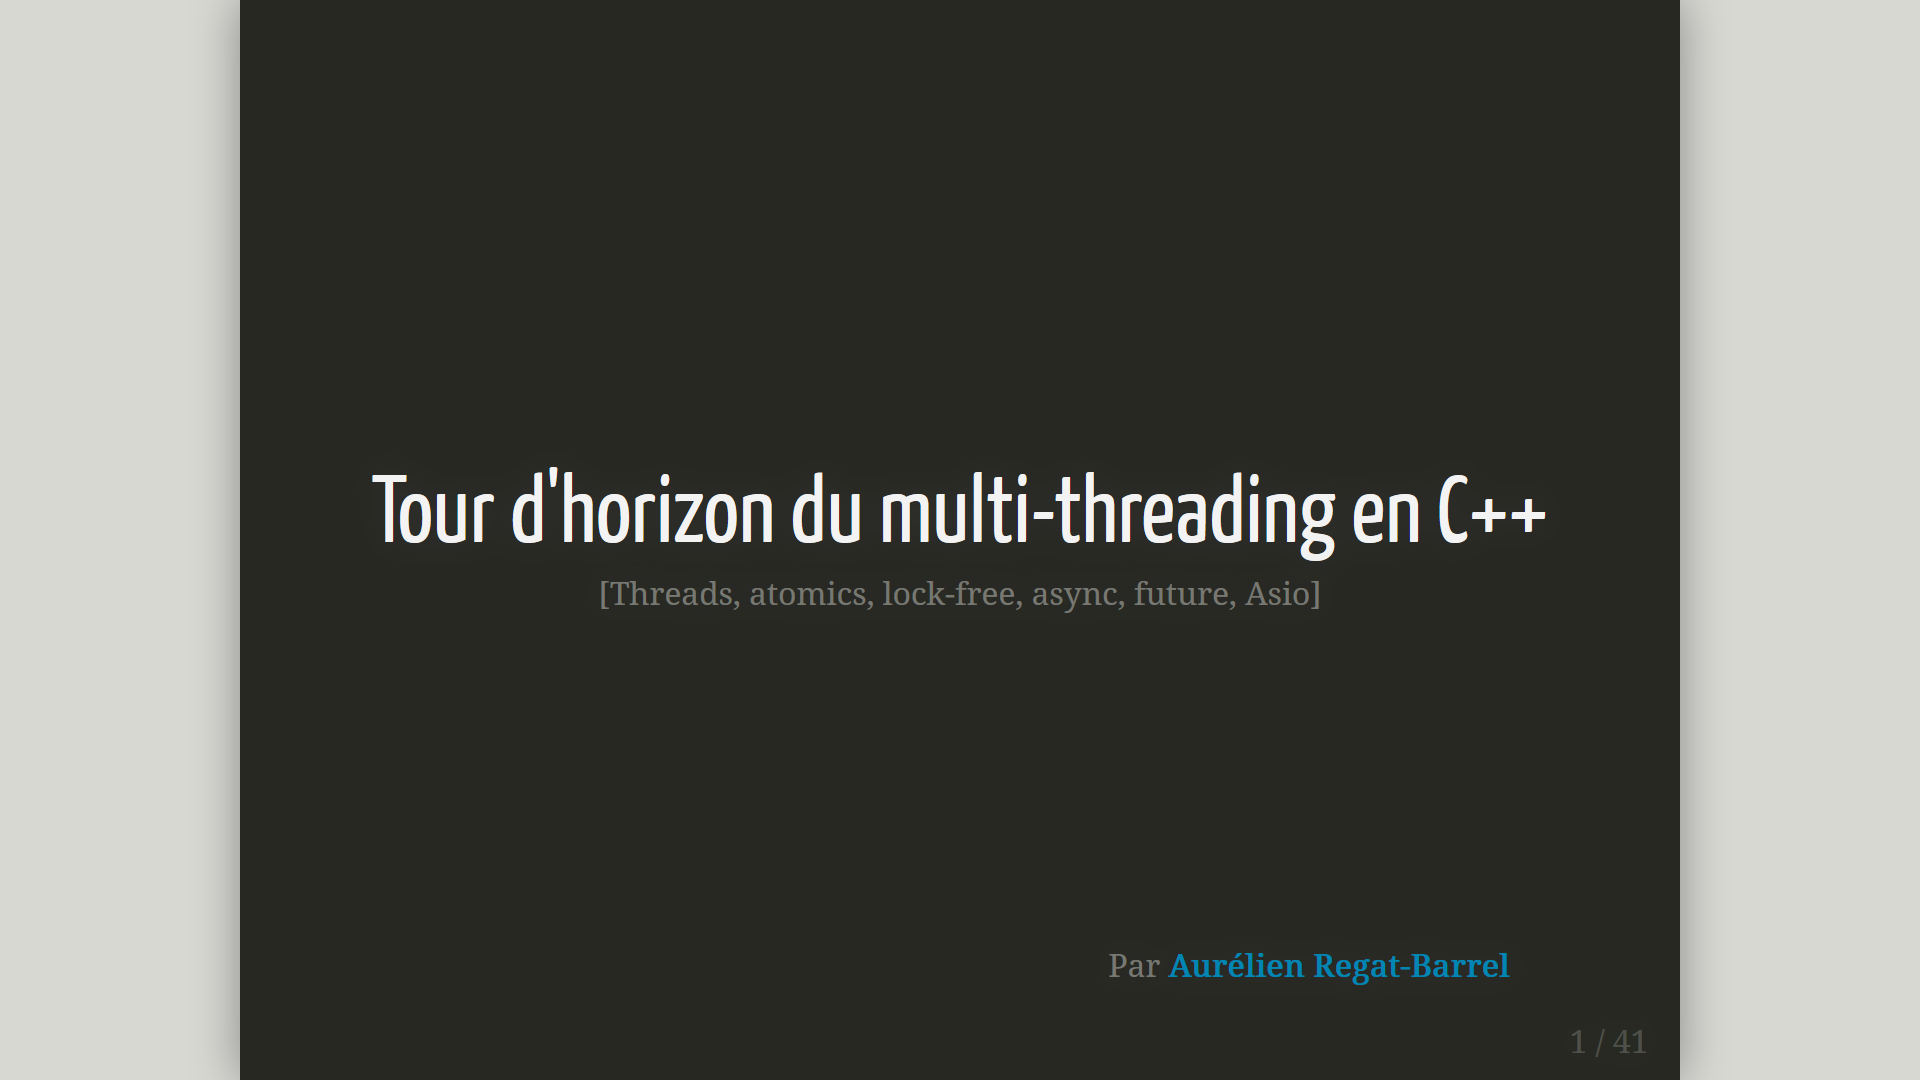 Tour d'horizon du multi-threading en C++
[Threads, atomics, lock-free, async, future, Asio]
Par Aurélien Regat-Barrel
1 / 41